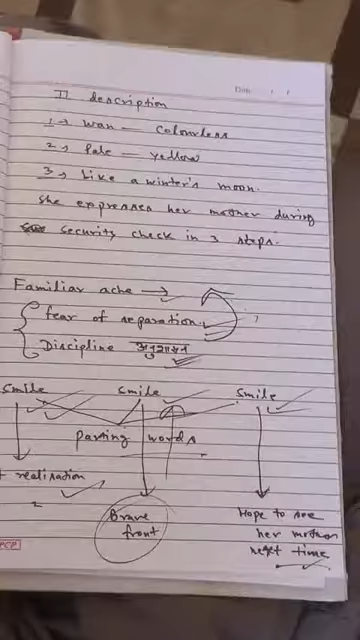 Date
II description
1 → wan — colourless
2 → Pale — yellow
3 → Like a winter's moon.
She expresses her mother during
security check in 3 steps.
Familiar ache →
fear of separation.
Discipline अनुशासन
smile smile smile
parting words
realisation
Brave
front
Hope to see
her mother
next time
PCP